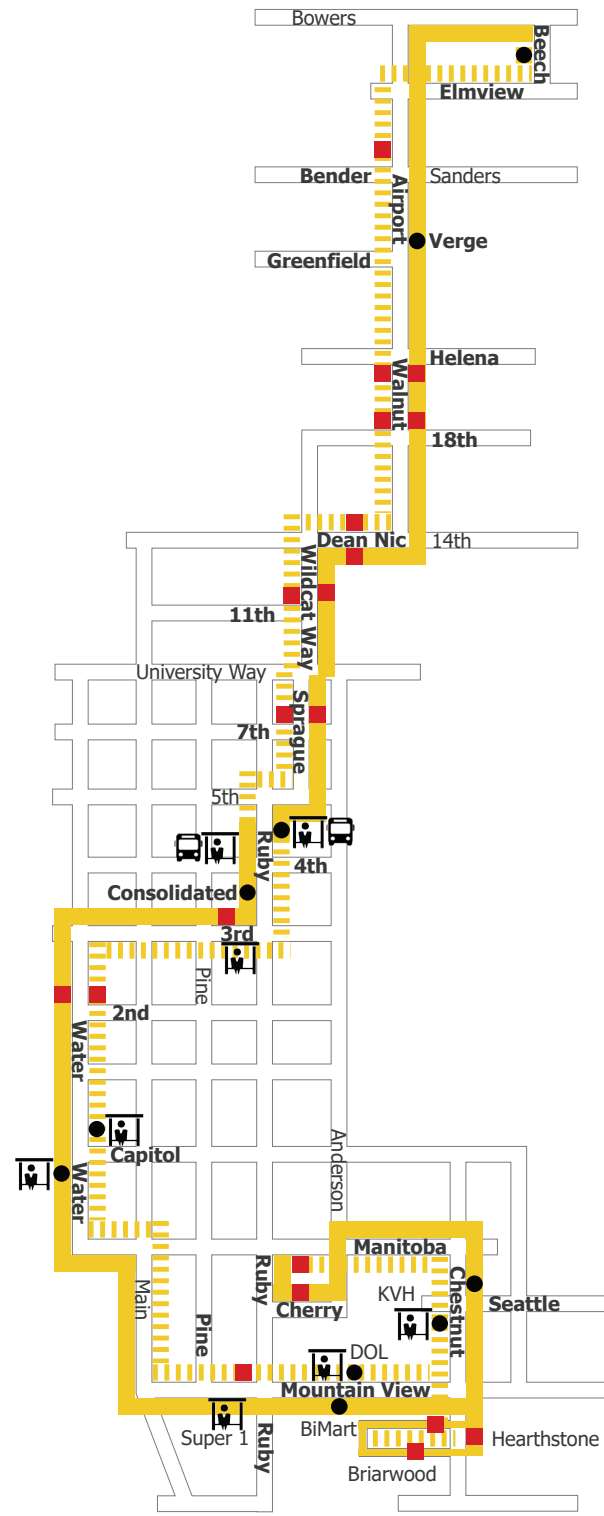 Bowers
Beech
Elmview
Bender
Sanders
Airport
Verge
Greenfield
Helena
Walnut
18th
Dean Nic
14th
Wildcat Way
11th
University Way
Sprague
7th
5th
Ruby
4th
Consolidated
3rd
Pine
2nd
Water
Capitol
Anderson
Water
Manitoba
Ruby
Chestnut
KVH
Seattle
Cherry
Main
Pine
DOL
Mountain View
BiMart
Super 1
Ruby
Hearthstone
Briarwood